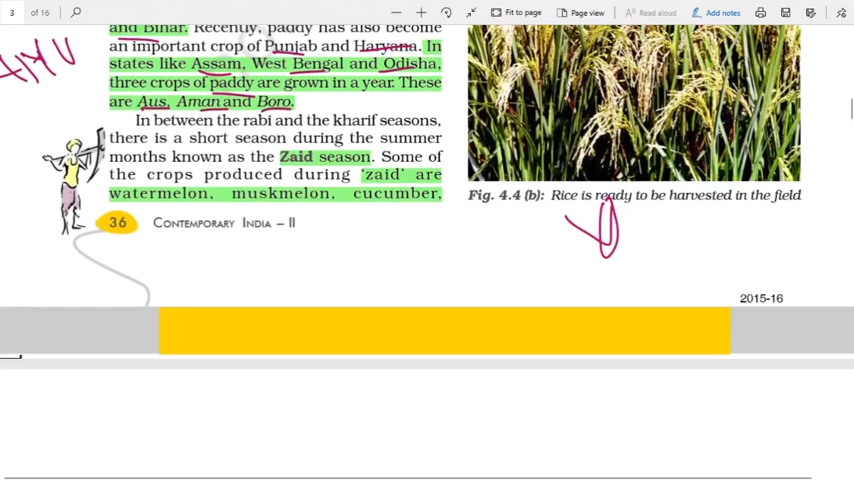 3 of 16 Fit to page Page view Read aloud Add notes
and Bihar. Recently, paddy has also become
an important crop of Punjab and Haryana. In
states like Assam, West Bengal and Odisha,
three crops of paddy are grown in a year. These
are Aus, Aman and Boro.
In between the rabi and the kharif seasons,
there is a short season during the summer
months known as the Zaid season. Some of
the crops produced during ‘zaid’ are
watermelon, muskmelon, cucumber,
Fig. 4.4 (b): Rice is ready to be harvested in the field
36 CONTEMPORARY INDIA – II
2015-16